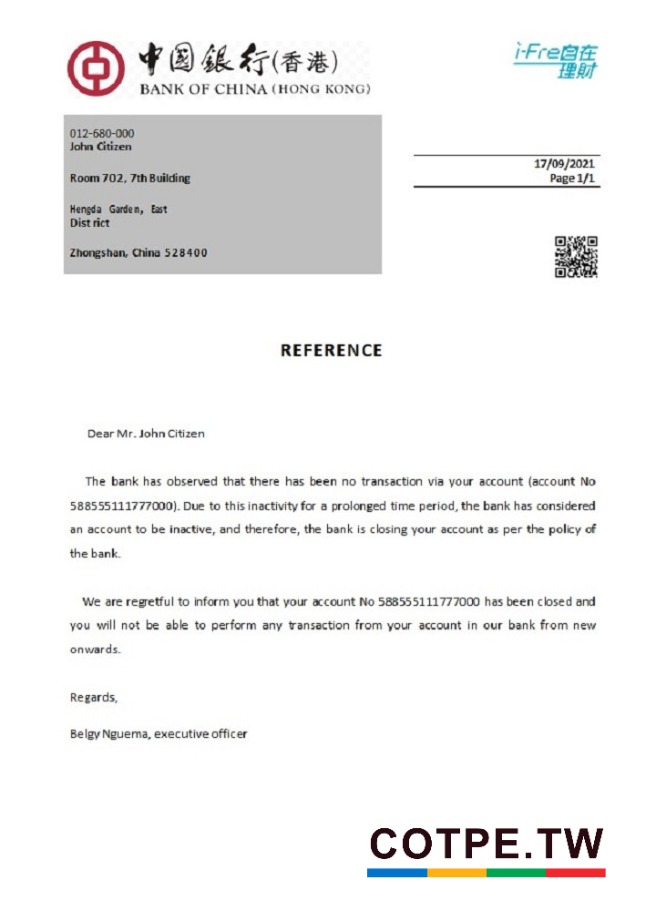 中國銀行(香港)
BANK OF CHINA (HONG KONG)
i-Free自在
理財
012-680-000
John Citizen
Room 702, 7th Building
Hengda Garden, East
District
Zhongshan, China 528400
17/09/2021
Page 1/1
REFERENCE
Dear Mr. John Citizen
The bank has observed that there has been no transaction via your account (account No
588555111777000). Due to this inactivity for a prolonged time period, the bank has considered
an account to be inactive, and therefore, the bank is closing your account as per the policy of
the bank.
We are regretful to inform you that your account No 588555111777000 has been closed and
you will not be able to perform any transaction from your account in our bank from new
onwards.
Regards,
Belgy Nguema, executive officer
COTPE.TW